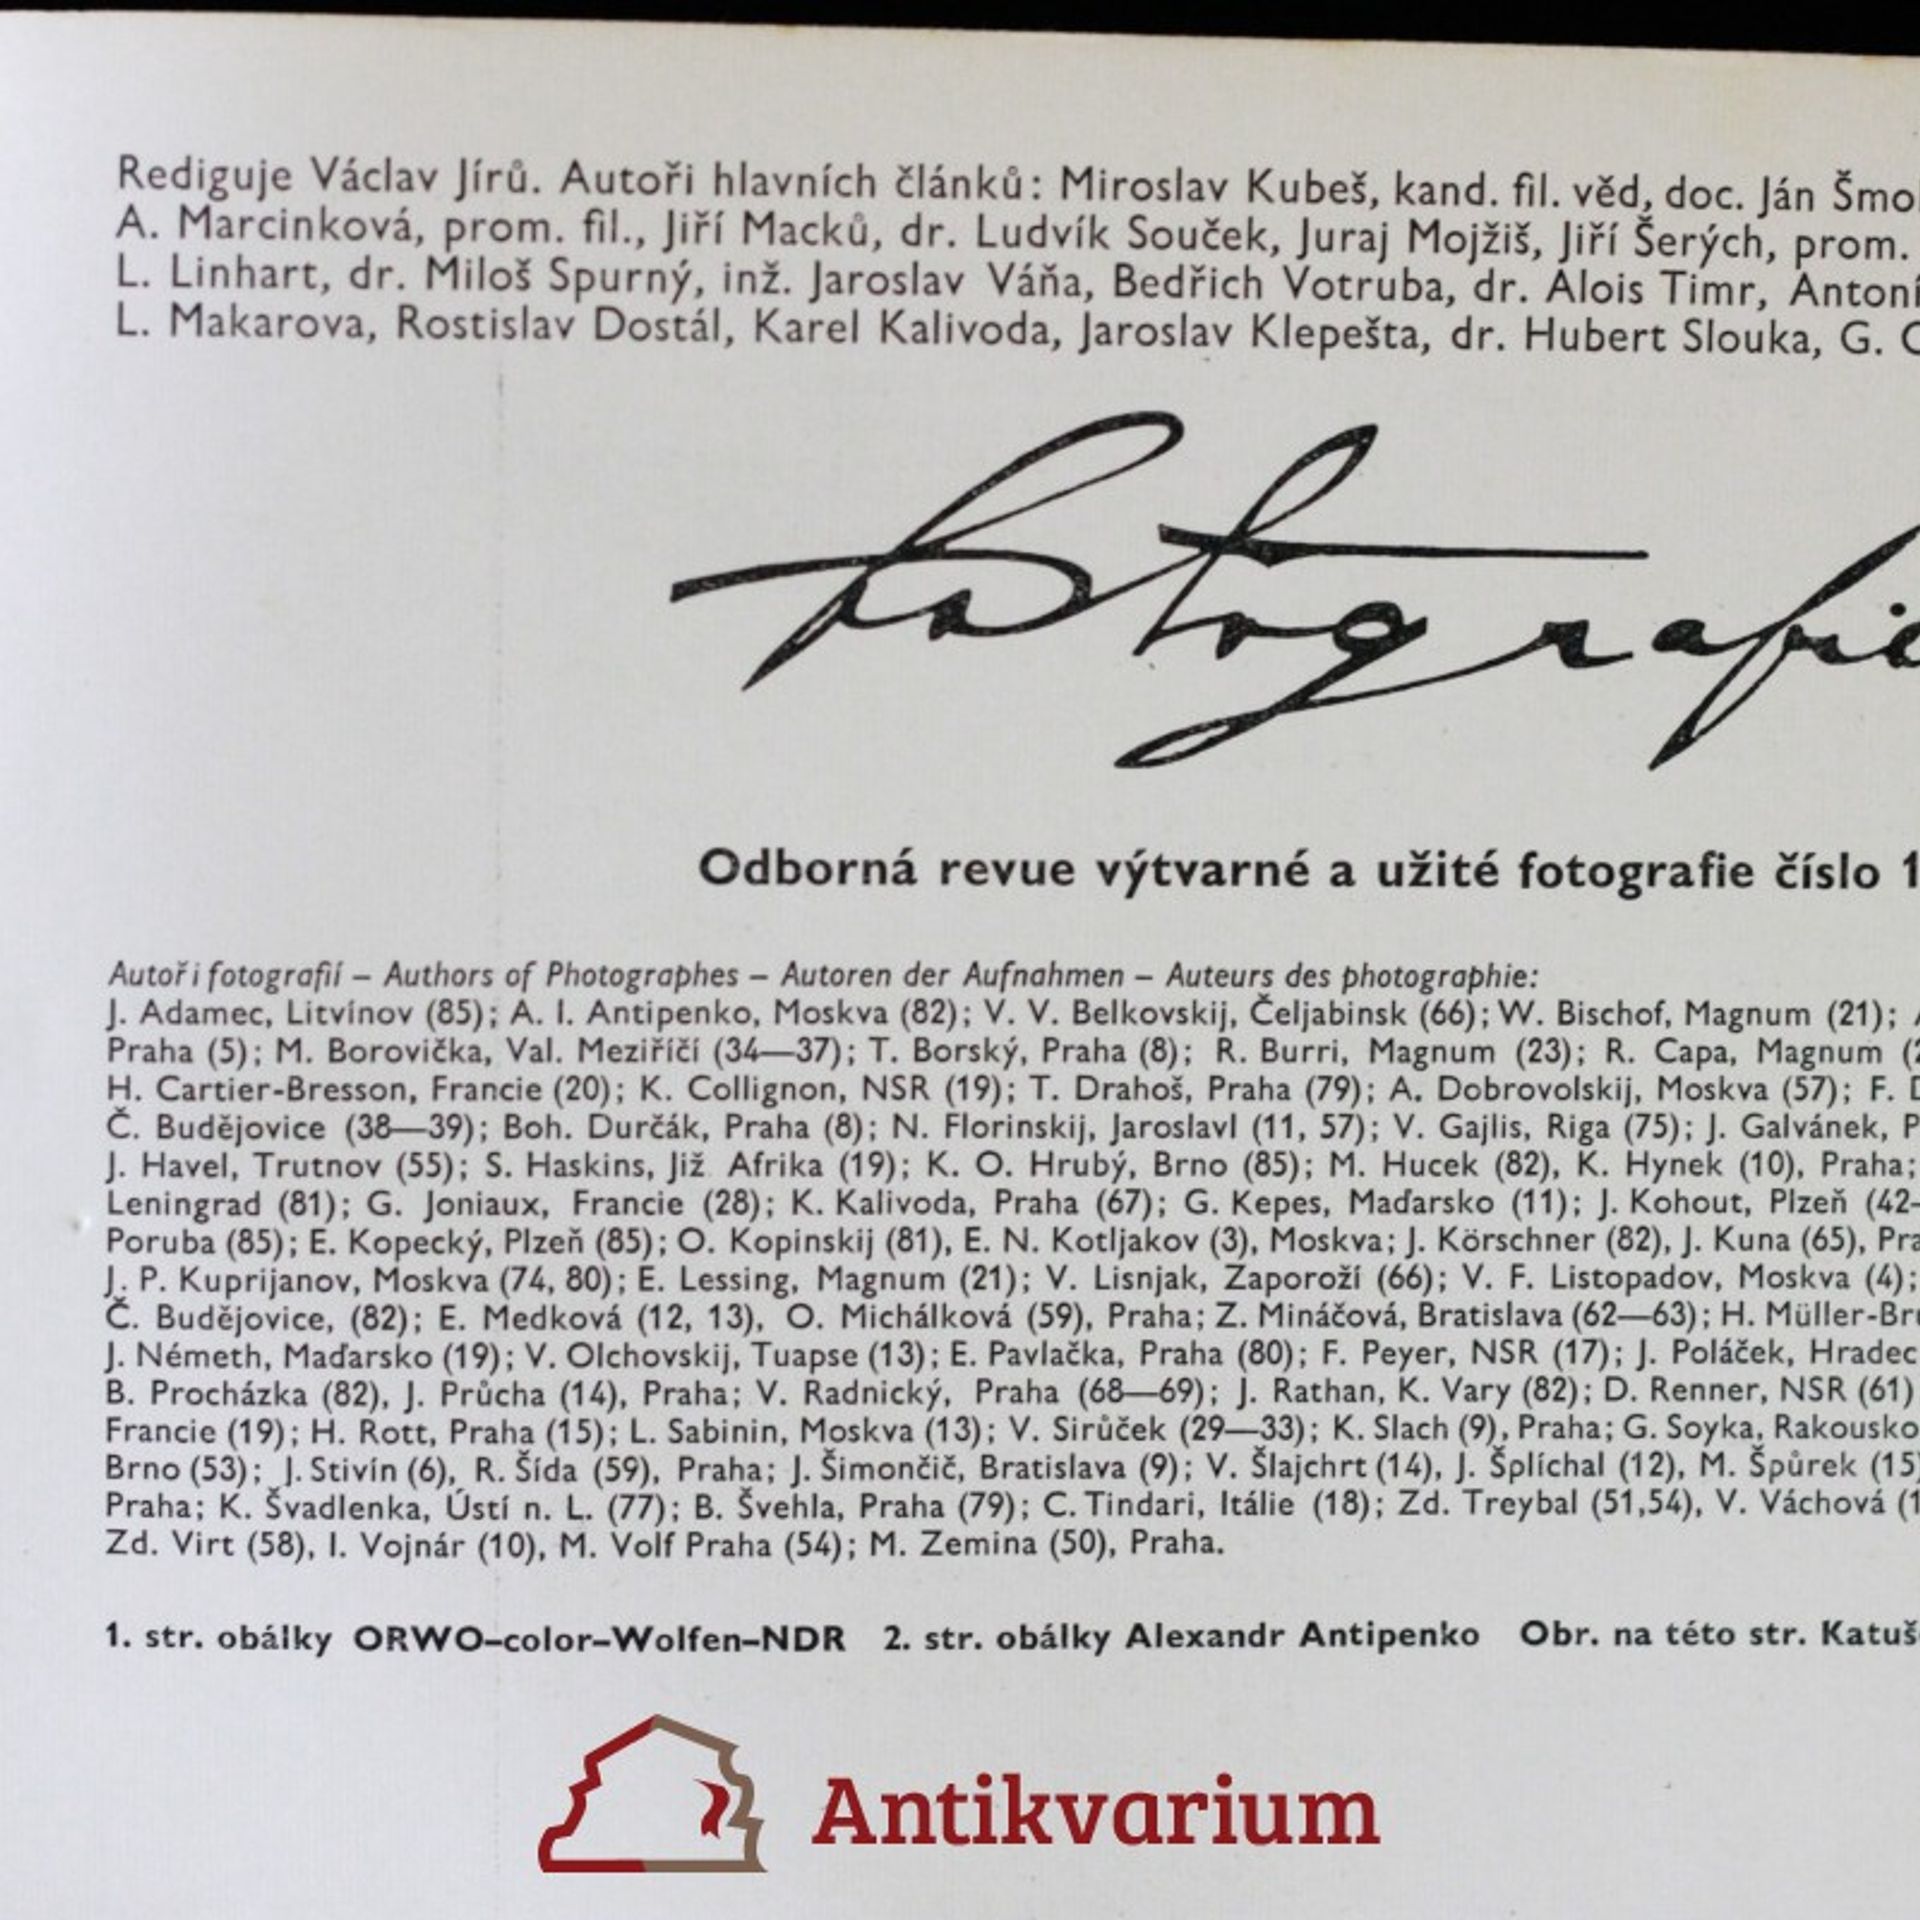 Rediguje Václav Jírů. Autoři hlavních článků: Miroslav Kubeš, kand. fil. věd, doc. Ján
A. Marcinková, prom. fil., Jiří Macků, dr. Ludvík Souček, Juraj Mojžiš, Jiří Šerých, prom.
L. Linhart, dr. Miloš Spurný, inž. Jaroslav Váňa, Bedřich Votruba, dr. Alois Timr,
L. Makarova, Rostislav Dostál, Karel Kalivoda, Jaroslav Klepešta, dr. Hubert Slouka, G.
fotografie
Odborná revue výtvarné a užité fotografie číslo 1
Autoři fotografií – Authors of Photographes – Autoren der Aufnahmen – Auteurs des photographie:
J. Adamec, Litvínov (85); A. I. Antipenko, Moskva (82); V. V. Belkovskij, Čeljabinsk (66); W. Bischof, Magnum (21);
Praha (5); M. Borovička, Val. Meziříčí (34—37); T. Borský, Praha (8); R. Burri, Magnum (23); R. Capa, Magnum
H. Cartier-Bresson, Francie (20); K. Collignon, NSR (19); T. Drahoš, Praha (79); A. Dobrovolskij, Moskva (57); F.
Č. Budějovice (38—39); Boh. Durčák, Praha (8); N. Florinskij, Jaroslavl (11, 57); V. Gajlis, Riga (75); J. Galvánek,
J. Havel, Trutnov (55); S. Haskins, Již Afrika (19); K. O. Hrubý, Brno (85); M. Hucek (82), K. Hynek (10), Praha;
Leningrad (81); G. Joniaux, Francie (28); K. Kalivoda, Praha (67); G. Kepes, Maďarsko (11); J. Kohout, Plzeň (42—
Poruba (85); E. Kopecký, Plzeň (85); O. Kopinskij (81), E. N. Kotljakov (3), Moskva; J. Körschner (82), J. Kuna (65),
J. P. Kuprijanov, Moskva (74, 80); E. Lessing, Magnum (21); V. Lisnjak, Zaporoží (66); V. F. Listopadov, Moskva (4);
Č. Budějovice, (82); E. Medková (12, 13), O. Michálková (59), Praha; Z. Mináčová, Bratislava (62—63); H.
J. Németh, Maďarsko (19); V. Olchovskij, Tuapse (13); E. Pavlačka, Praha (80); F. Peyer, NSR (17); J. Poláček, Hradec
B. Procházka (82), J. Průcha (14), Praha; V. Radnický, Praha (68—69); J. Rathan, K. Vary (82); D. Renner, NSR (61)
Francie (19); H. Rott, Praha (15); L. Sabinin, Moskva (13); V. Sirůček (29—33); K. Slach (9), Praha; G. Soyka, Rakousko
Brno (53); J. Stivín (6), R. Šída (59), Praha; J. Šimončič, Bratislava (9); V. Šlajchrt (14), J. Šplíchal (12), M. Špůrek (15)
Praha; K. Švadlenka, Ústí n. L. (77); B. Švehla, Praha (79); C. Tindari, Itálie (18); Zd. Treybal (51,54), V. Váchová
Zd. Virt (58), I. Vojnár (10), M. Volf Praha (54); M. Zemina (50), Praha.
1. str. obálky ORWO–color–Wolfen–NDR 2. str. obálky Alexandr Antipenko Obr. na této str.
Antikvarium